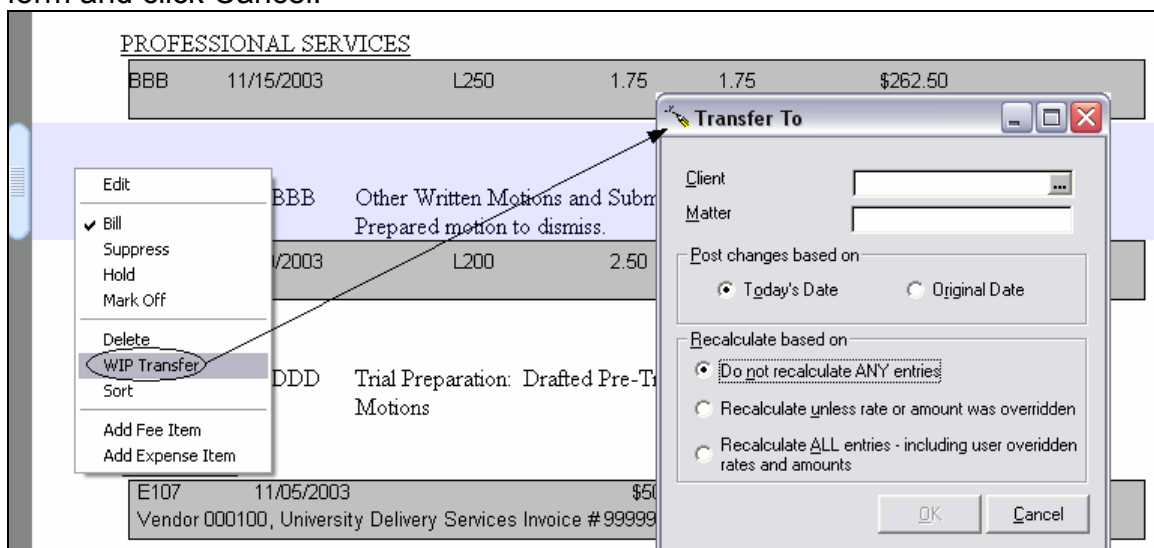 form and click Cancel.
PROFESSIONAL SERVICES
BBB 11/15/2003 L250 1.75 1.75 $262.50
Transfer To
Client ...
Matter
Post changes based on
Today's Date Original Date
Recalculate based on
Do not recalculate ANY entries
Recalculate unless rate or amount was overridden
Recalculate ALL entries - including user overidden
rates and amounts
OK Cancel
Edit
Bill
Suppress
Hold
Mark Off
Delete
WIP Transfer
Sort
Add Fee Item
Add Expense Item
BBB Other Written Motions and Subm
Prepared motion to dismiss.
/2003 L200 2.50
DDD Trial Preparation: Drafted Pre-Tr
Motions
E107 11/05/2003 $50
Vendor 000100, University Delivery Services Invoice # 99999